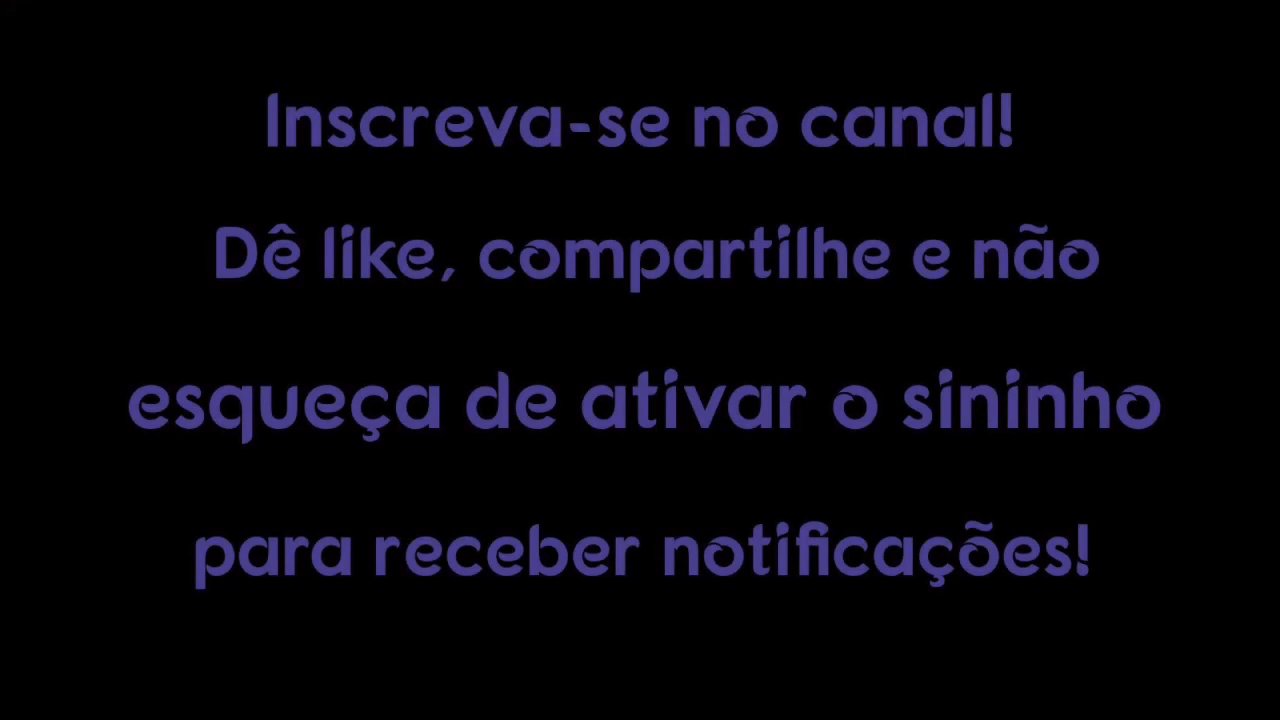 Inscreva-se no canal!
Dê like, compartilhe e não
esqueça de ativar o sininho
para receber notificações!